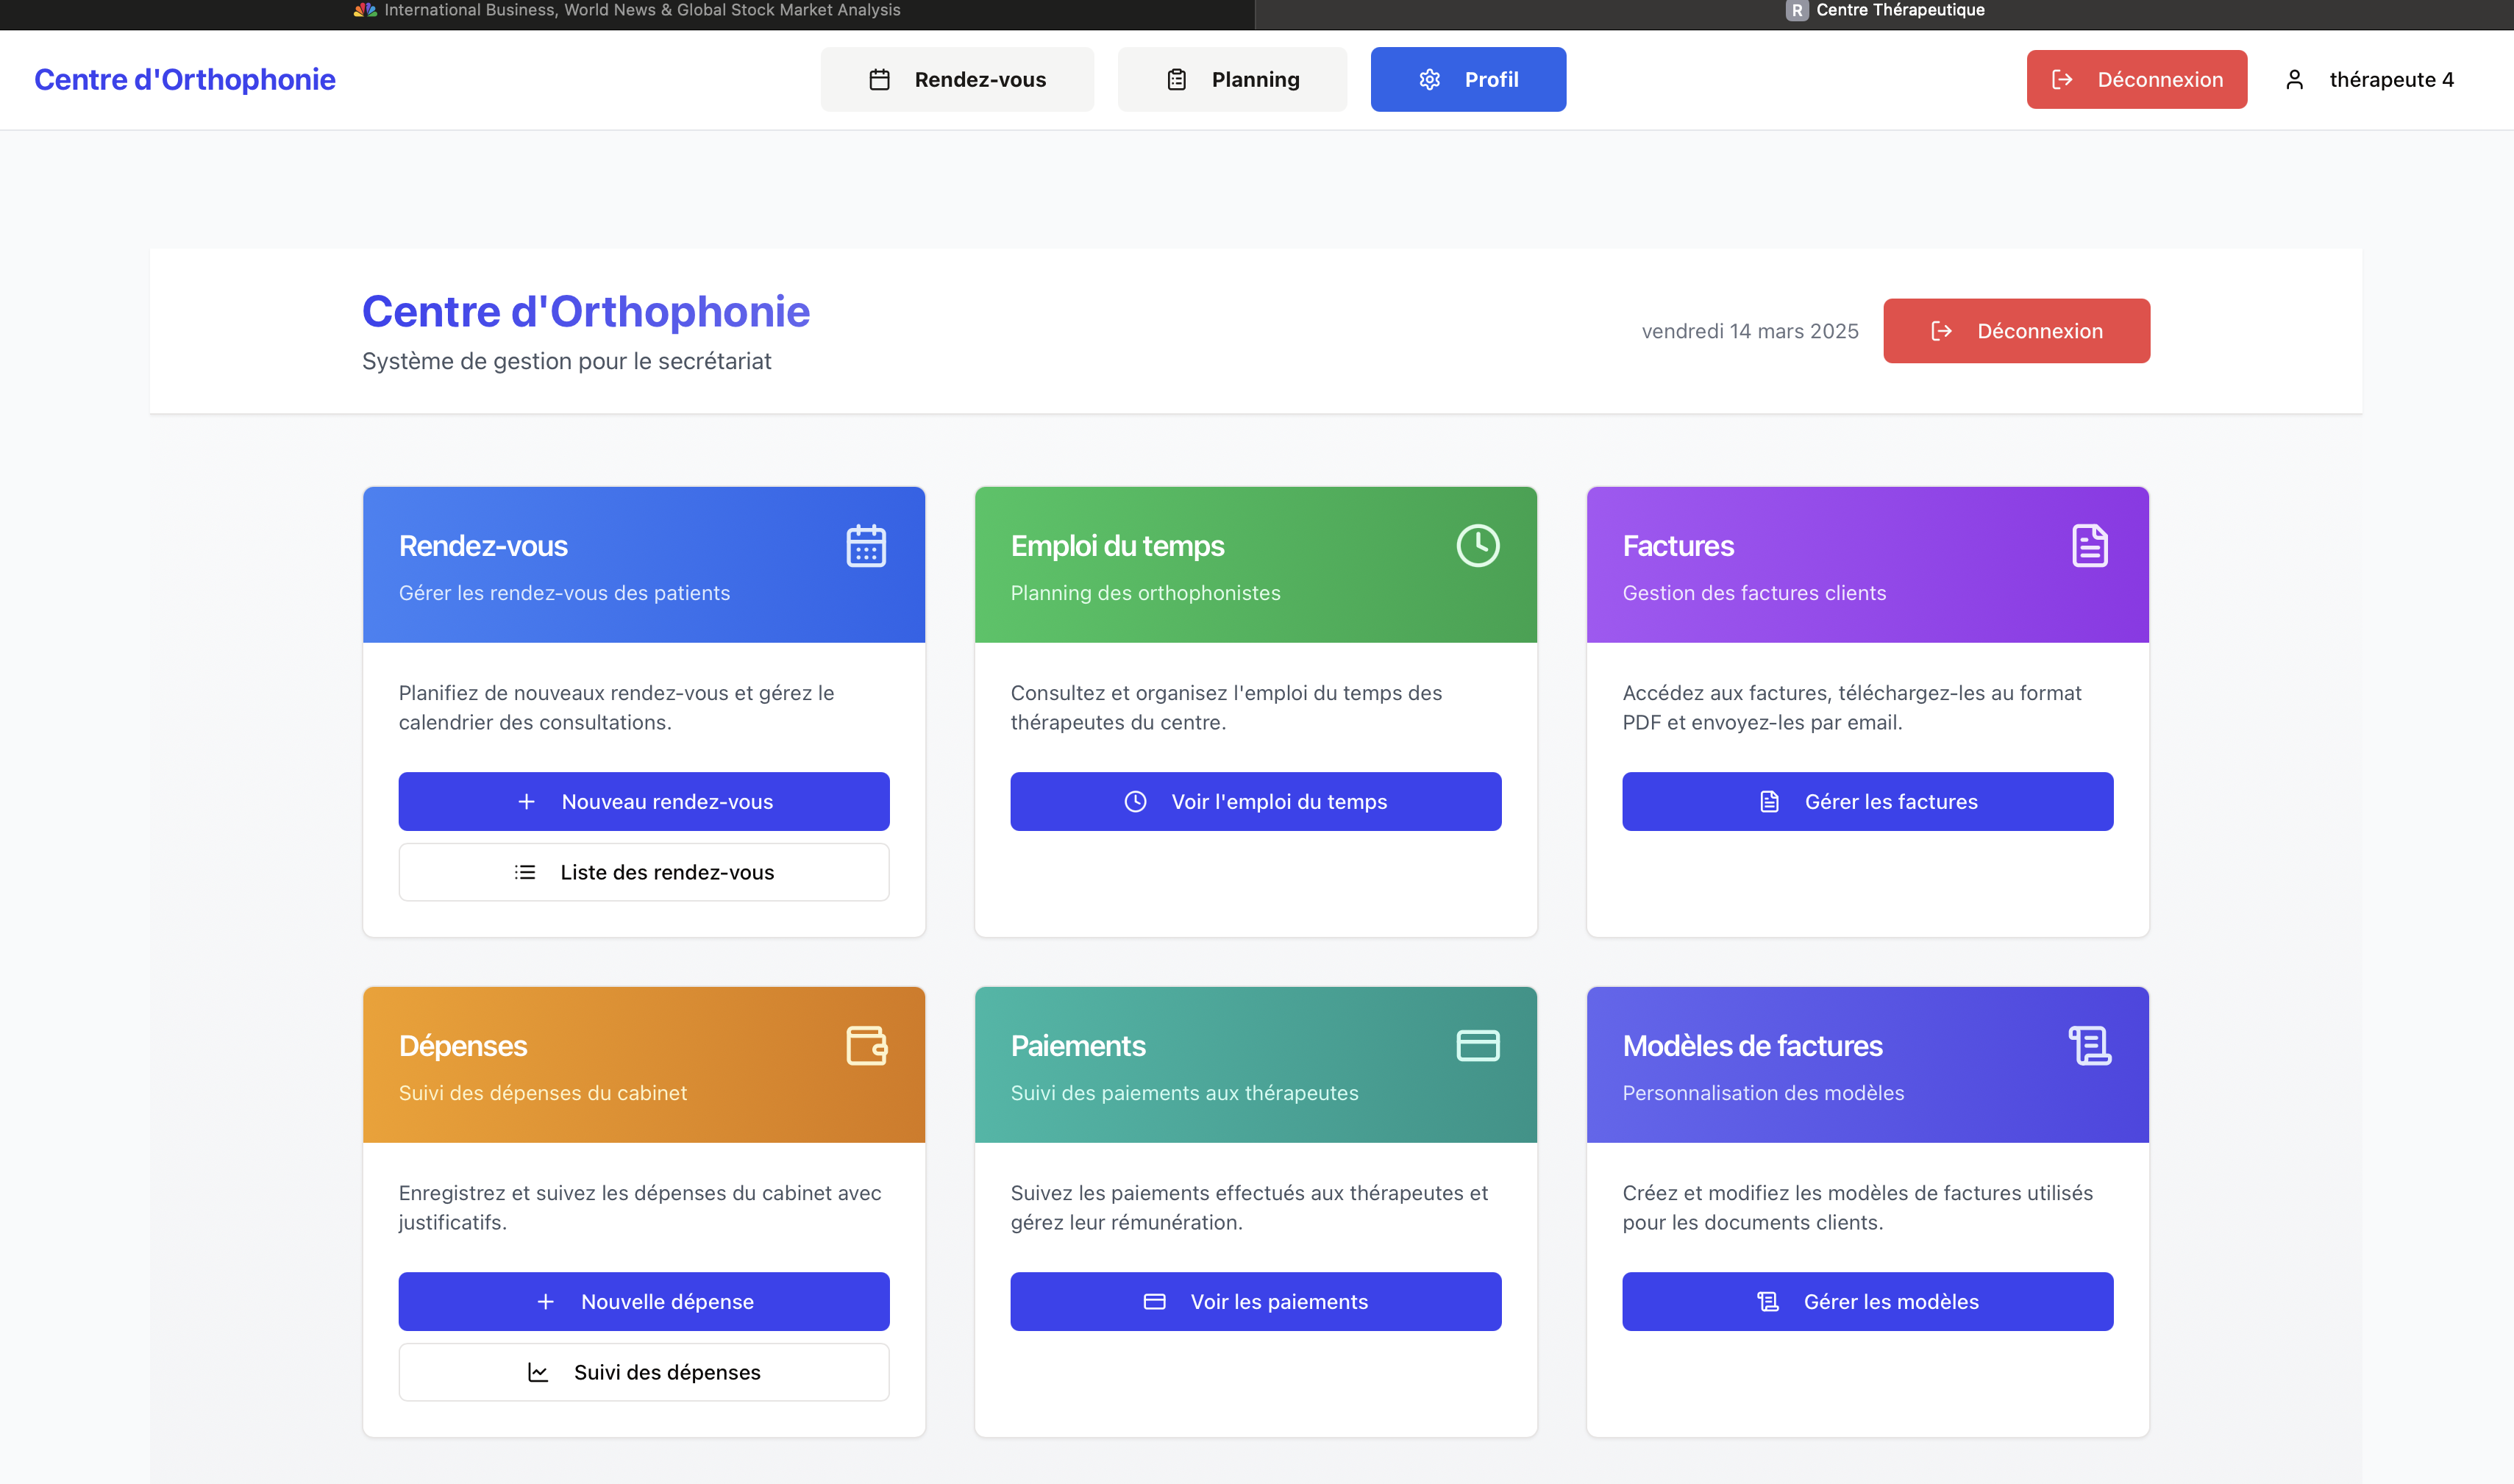 International Business, World News & Global Stock Market Analysis
R Centre Thérapeutique
Centre d'Orthophonie
Rendez-vous
Planning
Profil
Déconnexion
thérapeute 4
Centre d'Orthophonie
Système de gestion pour le secrétariat
vendredi 14 mars 2025
Déconnexion
Rendez-vous
Gérer les rendez-vous des patients
Planifiez de nouveaux rendez-vous et gérez le
calendrier des consultations.
Nouveau rendez-vous
Liste des rendez-vous
Emploi du temps
Planning des orthophonistes
Consultez et organisez l'emploi du temps des
thérapeutes du centre.
Voir l'emploi du temps
Factures
Gestion des factures clients
Accédez aux factures, téléchargez-les au format
PDF et envoyez-les par email.
Gérer les factures
Dépenses
Suivi des dépenses du cabinet
Enregistrez et suivez les dépenses du cabinet avec
justificatifs.
Nouvelle dépense
Suivi des dépenses
Paiements
Suivi des paiements aux thérapeutes
Suivez les paiements effectués aux thérapeutes et
gérez leur rémunération.
Voir les paiements
Modèles de factures
Personnalisation des modèles
Créez et modifiez les modèles de factures utilisés
pour les documents clients.
Gérer les modèles